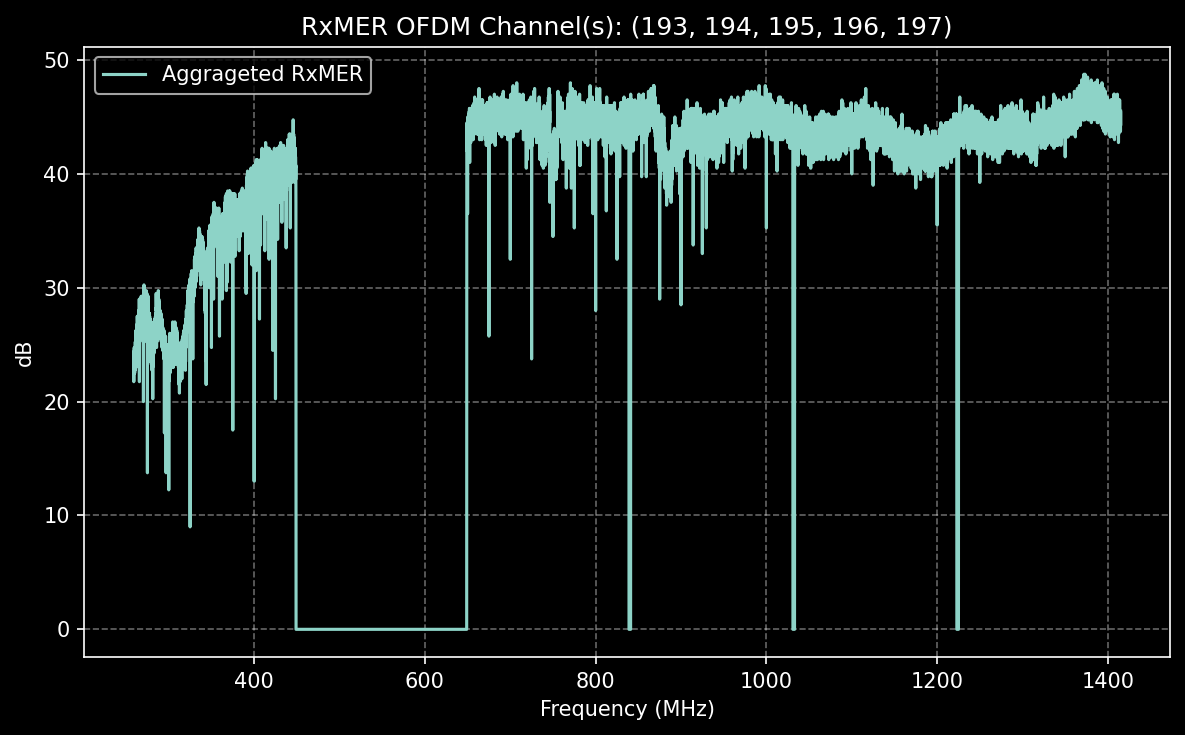 RxMER OFDM Channel(s): (193, 194, 195, 196, 197)
Aggrageted RxMER
50
40
30
20
10
0
dB
400 600 800 1000 1200 1400
Frequency (MHz)